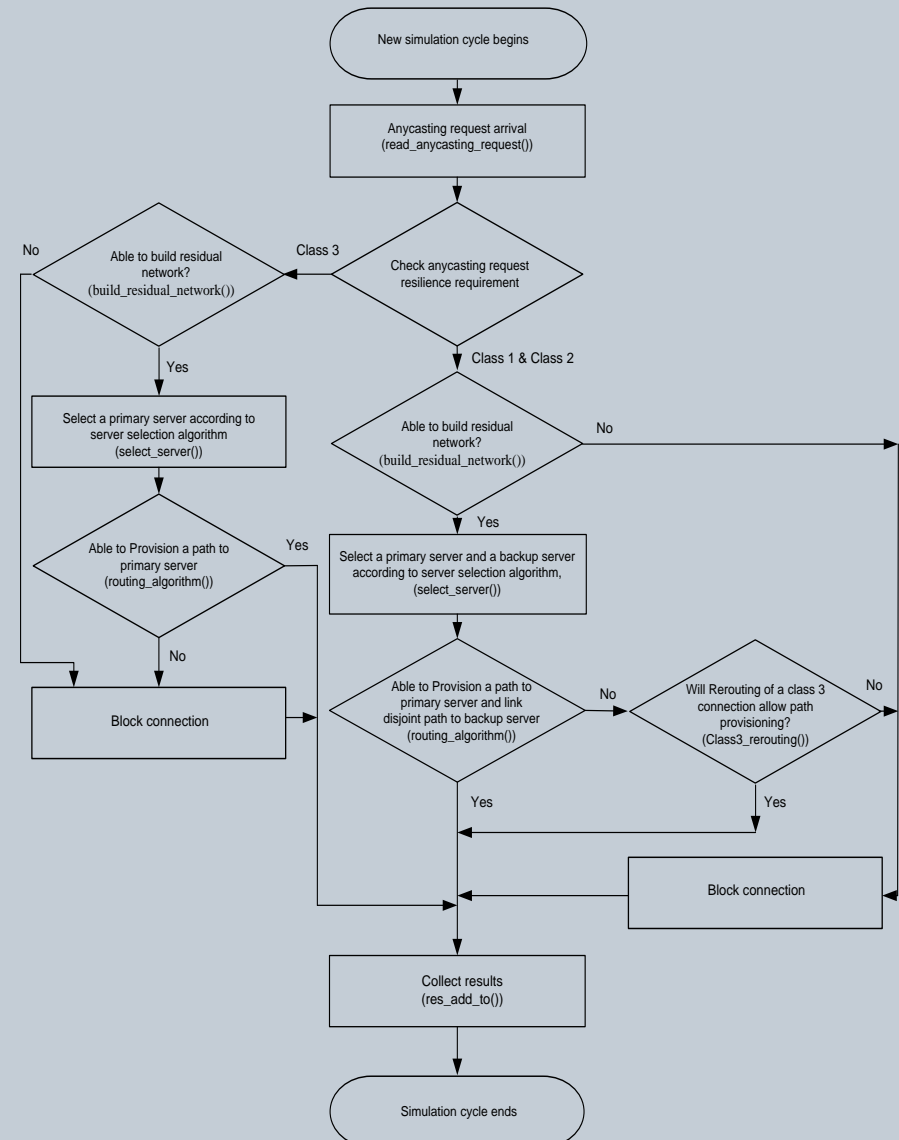 New simulation cycle begins
Anycasting request arrival
(read_anycasting_request())
Check anycasting request
resilience requirement
Class 3
No
Able to build residual
network?
(build_residual_network())
Yes
Select a primary server according to
server selection algorithm
(select_server())
Able to Provision a path to
primary server
(routing_algorithm())
Yes
No
Block connection
Class 1 & Class 2
Able to build residual
network?
(build_residual_network())
No
Yes
Select a primary server and a backup server
according to server selection algorithm,
(select_server())
Able to Provision a path to
primary server and link
disjoint path to backup server
(routing_algorithm())
No
Yes
Will Rerouting of a class 3
connection allow path
provisioning?
(Class3_rerouting())
No
Yes
Block connection
Collect results
(res_add_to())
Simulation cycle ends